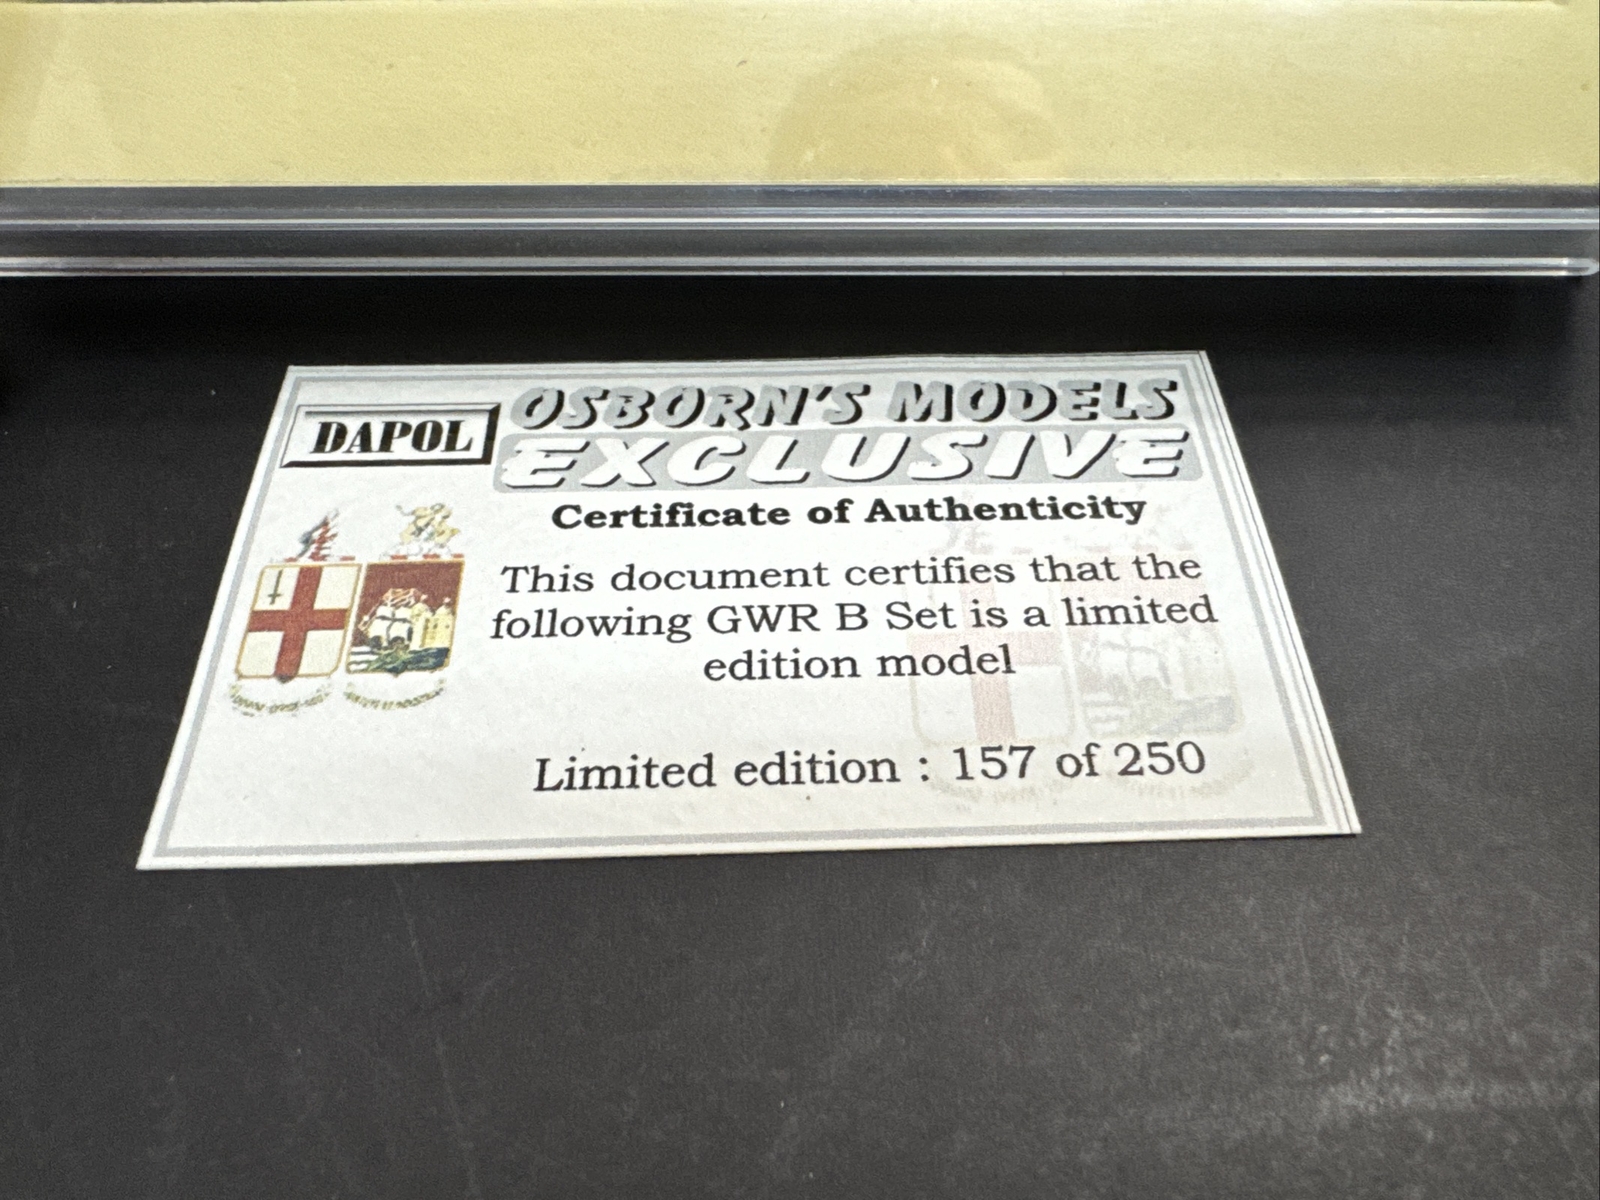 DAPOL
OSBORN'S MODELS
EXCLUSIVE
Certificate of Authenticity
This document certifies that the
following GWR B Set is a limited
edition model
Limited edition : 157 of 250